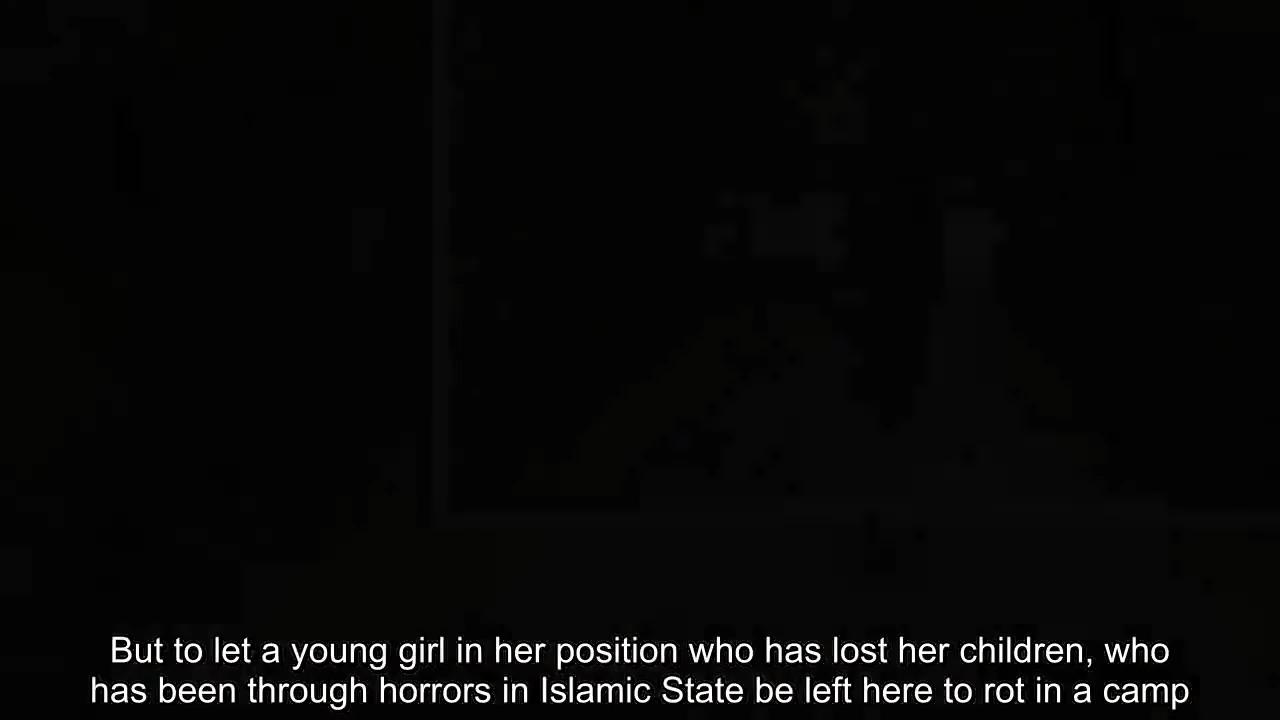 But to let a young girl in her position who has lost her children, who
has been through horrors in Islamic State be left here to rot in a camp